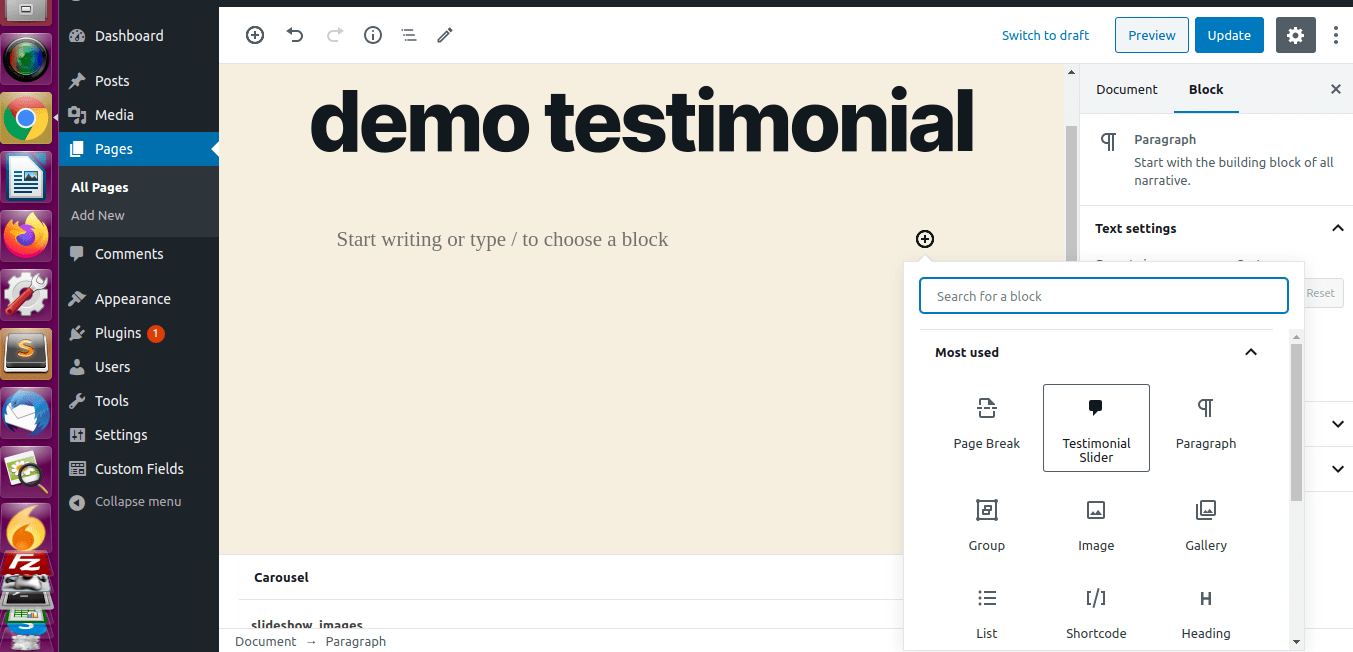 Dashboard
Posts
Media
Pages
All Pages
Add New
Comments
Appearance
Plugins 1
Users
Tools
Settings
Custom Fields
Collapse menu
Switch to draft
Preview
Update
demo testimonial
Start writing or type / to choose a block
Carousel
slideshow_images
Document → Paragraph
Document
Block
Paragraph
Start with the building block of all
narrative.
Text settings
Reset
Search for a block
Most used
Page Break
Testimonial
Slider
Paragraph
Group
Image
Gallery
List
Shortcode
Heading